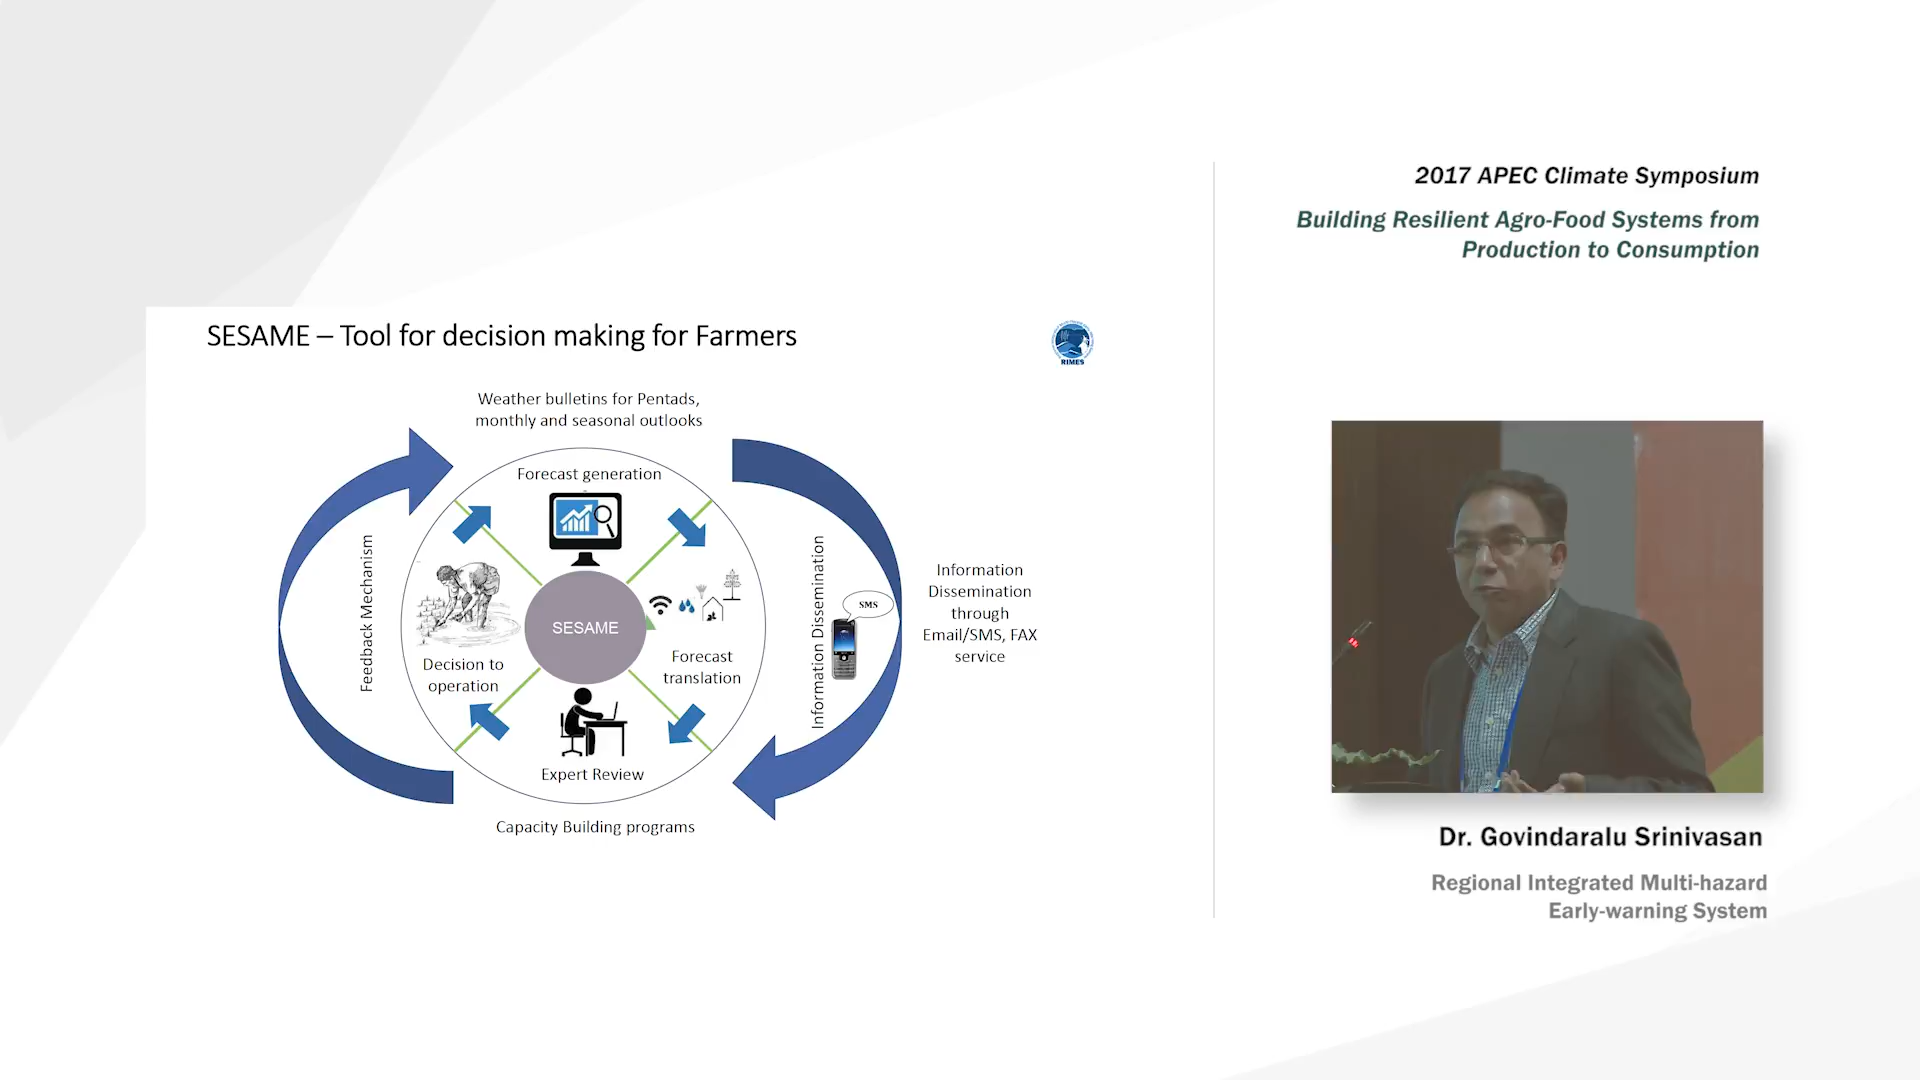 2017 APEC Climate Symposium
Building Resilient Agro-Food Systems from
Production to Consumption
SESAME – Tool for decision making for Farmers
RIMES
Weather bulletins for Pentads,
monthly and seasonal outlooks
Forecast generation
Feedback Mechanism
Information Dissemination
SMS
Information
Dissemination
through
Email/SMS, FAX
service
SESAME
Forecast
translation
Decision to
operation
Expert Review
Capacity Building programs
Dr. Govindaralu Srinivasan
Regional Integrated Multi-hazard
Early-warning System